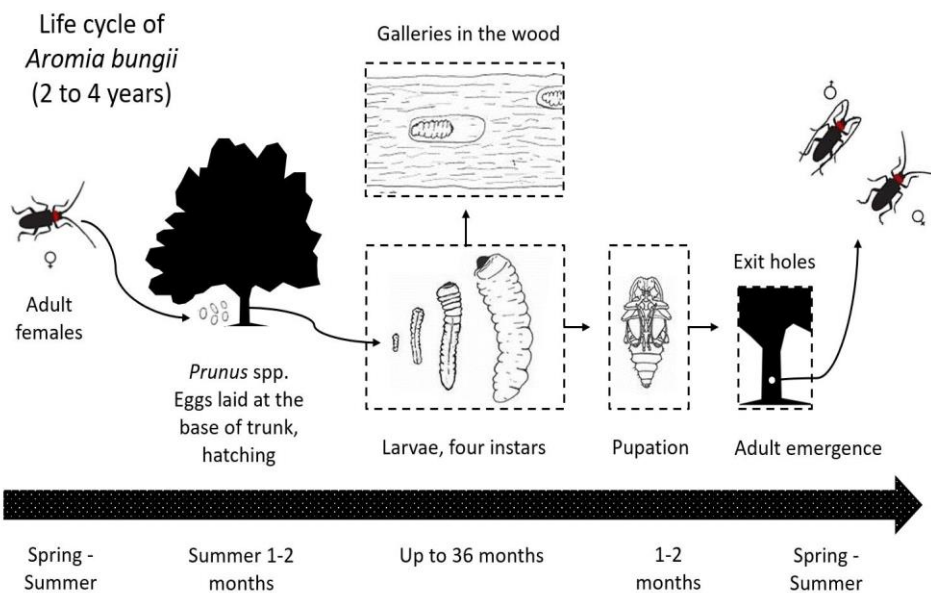 Life cycle of
Aromia bungii
(2 to 4 years)
Galleries in the wood
♀
Adult
females
Prunus spp.
Eggs laid at the
base of trunk,
hatching
Larvae, four instars
Pupation
Exit holes
Adult emergence
♂
♀
Spring -
Summer
Summer 1-2
months
Up to 36 months
1-2
months
Spring -
Summer